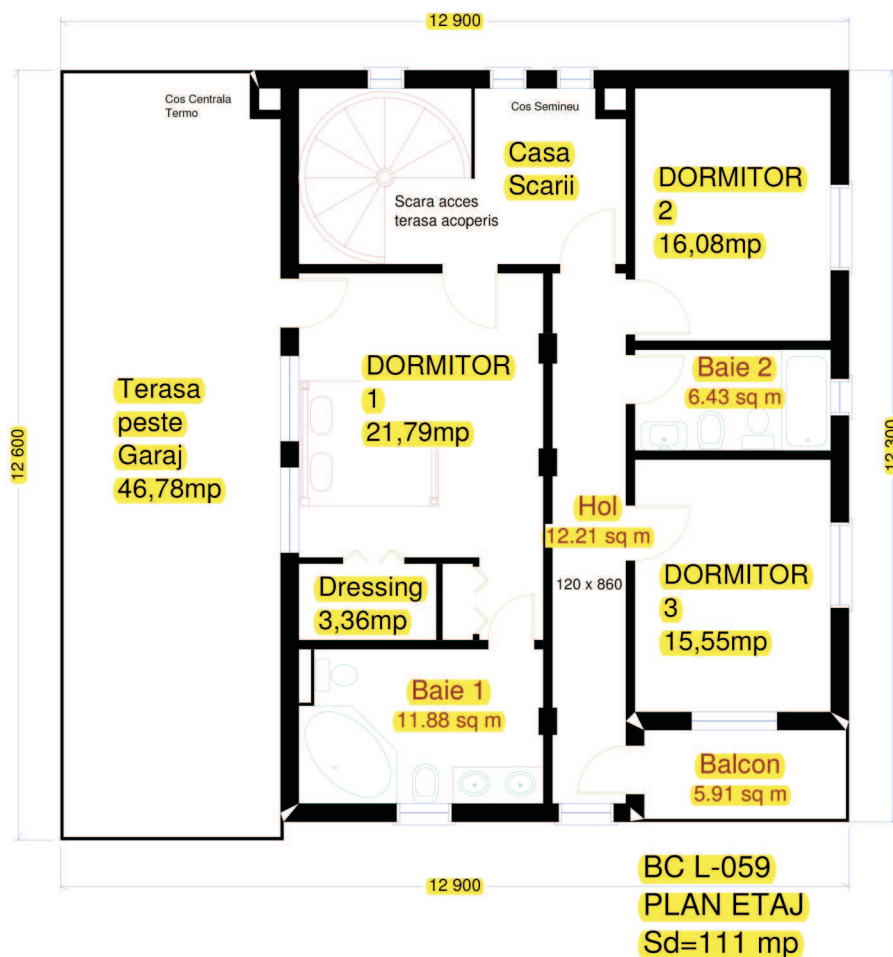 12 900
Cos Centrala
Termo
Cos Semineu
Casa
Scarii
Scara acces
terasa acoperis
DORMITOR
2
16,08mp
DORMITOR
1
21,79mp
Baie 2
6.43 sq m
Terasa
peste
Garaj
46,78mp
12 600
12 300
Hol
12.21 sq m
120 x 860
DORMITOR
3
15,55mp
Dressing
3,36mp
Baie 1
11.88 sq m
Balcon
5.91 sq m
12 900
BC L-059
PLAN ETAJ
Sd=111 mp